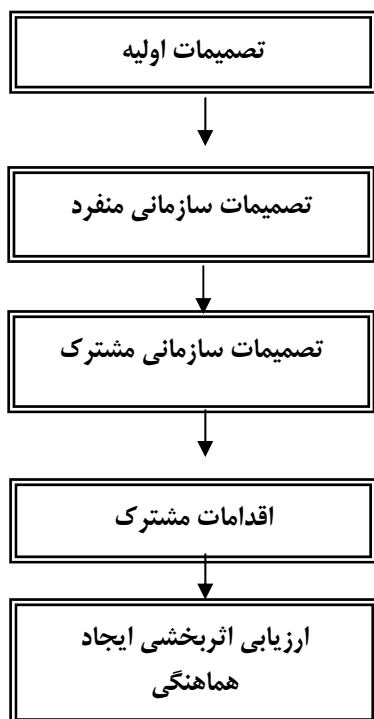 تصمیمات اولیه
تصمیمات سازمانی منفرد
تصمیمات سازمانی مشترک
اقدامات مشترک
ارزیابی اثربخشی ایجاد
هماهنگی